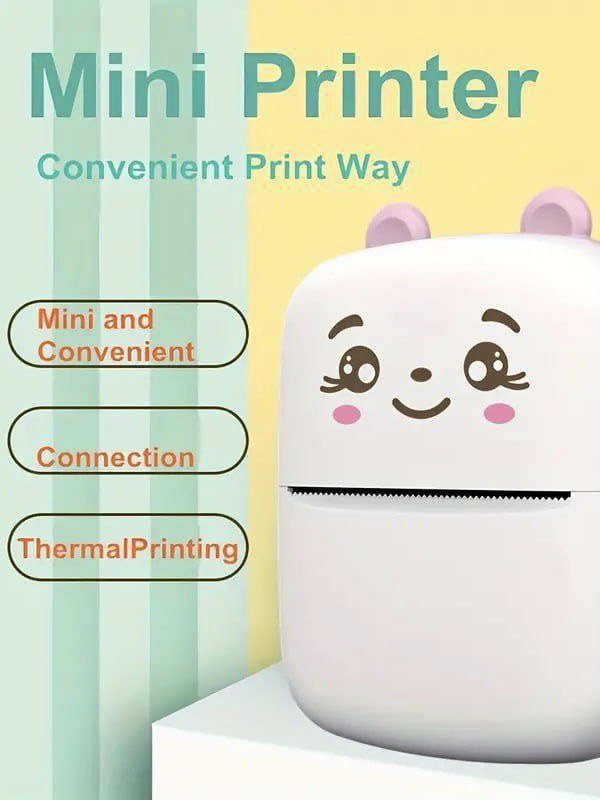 Mini Printer
Convenient Print Way
Mini and
Convenient
Connection
ThermalPrinting